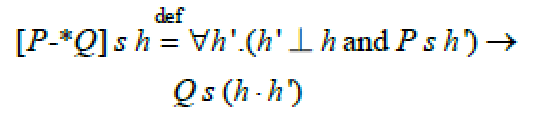 [P-*Q] s h def= ∀h'.(h' ⊥ h and P s h') →
Q s (h · h')